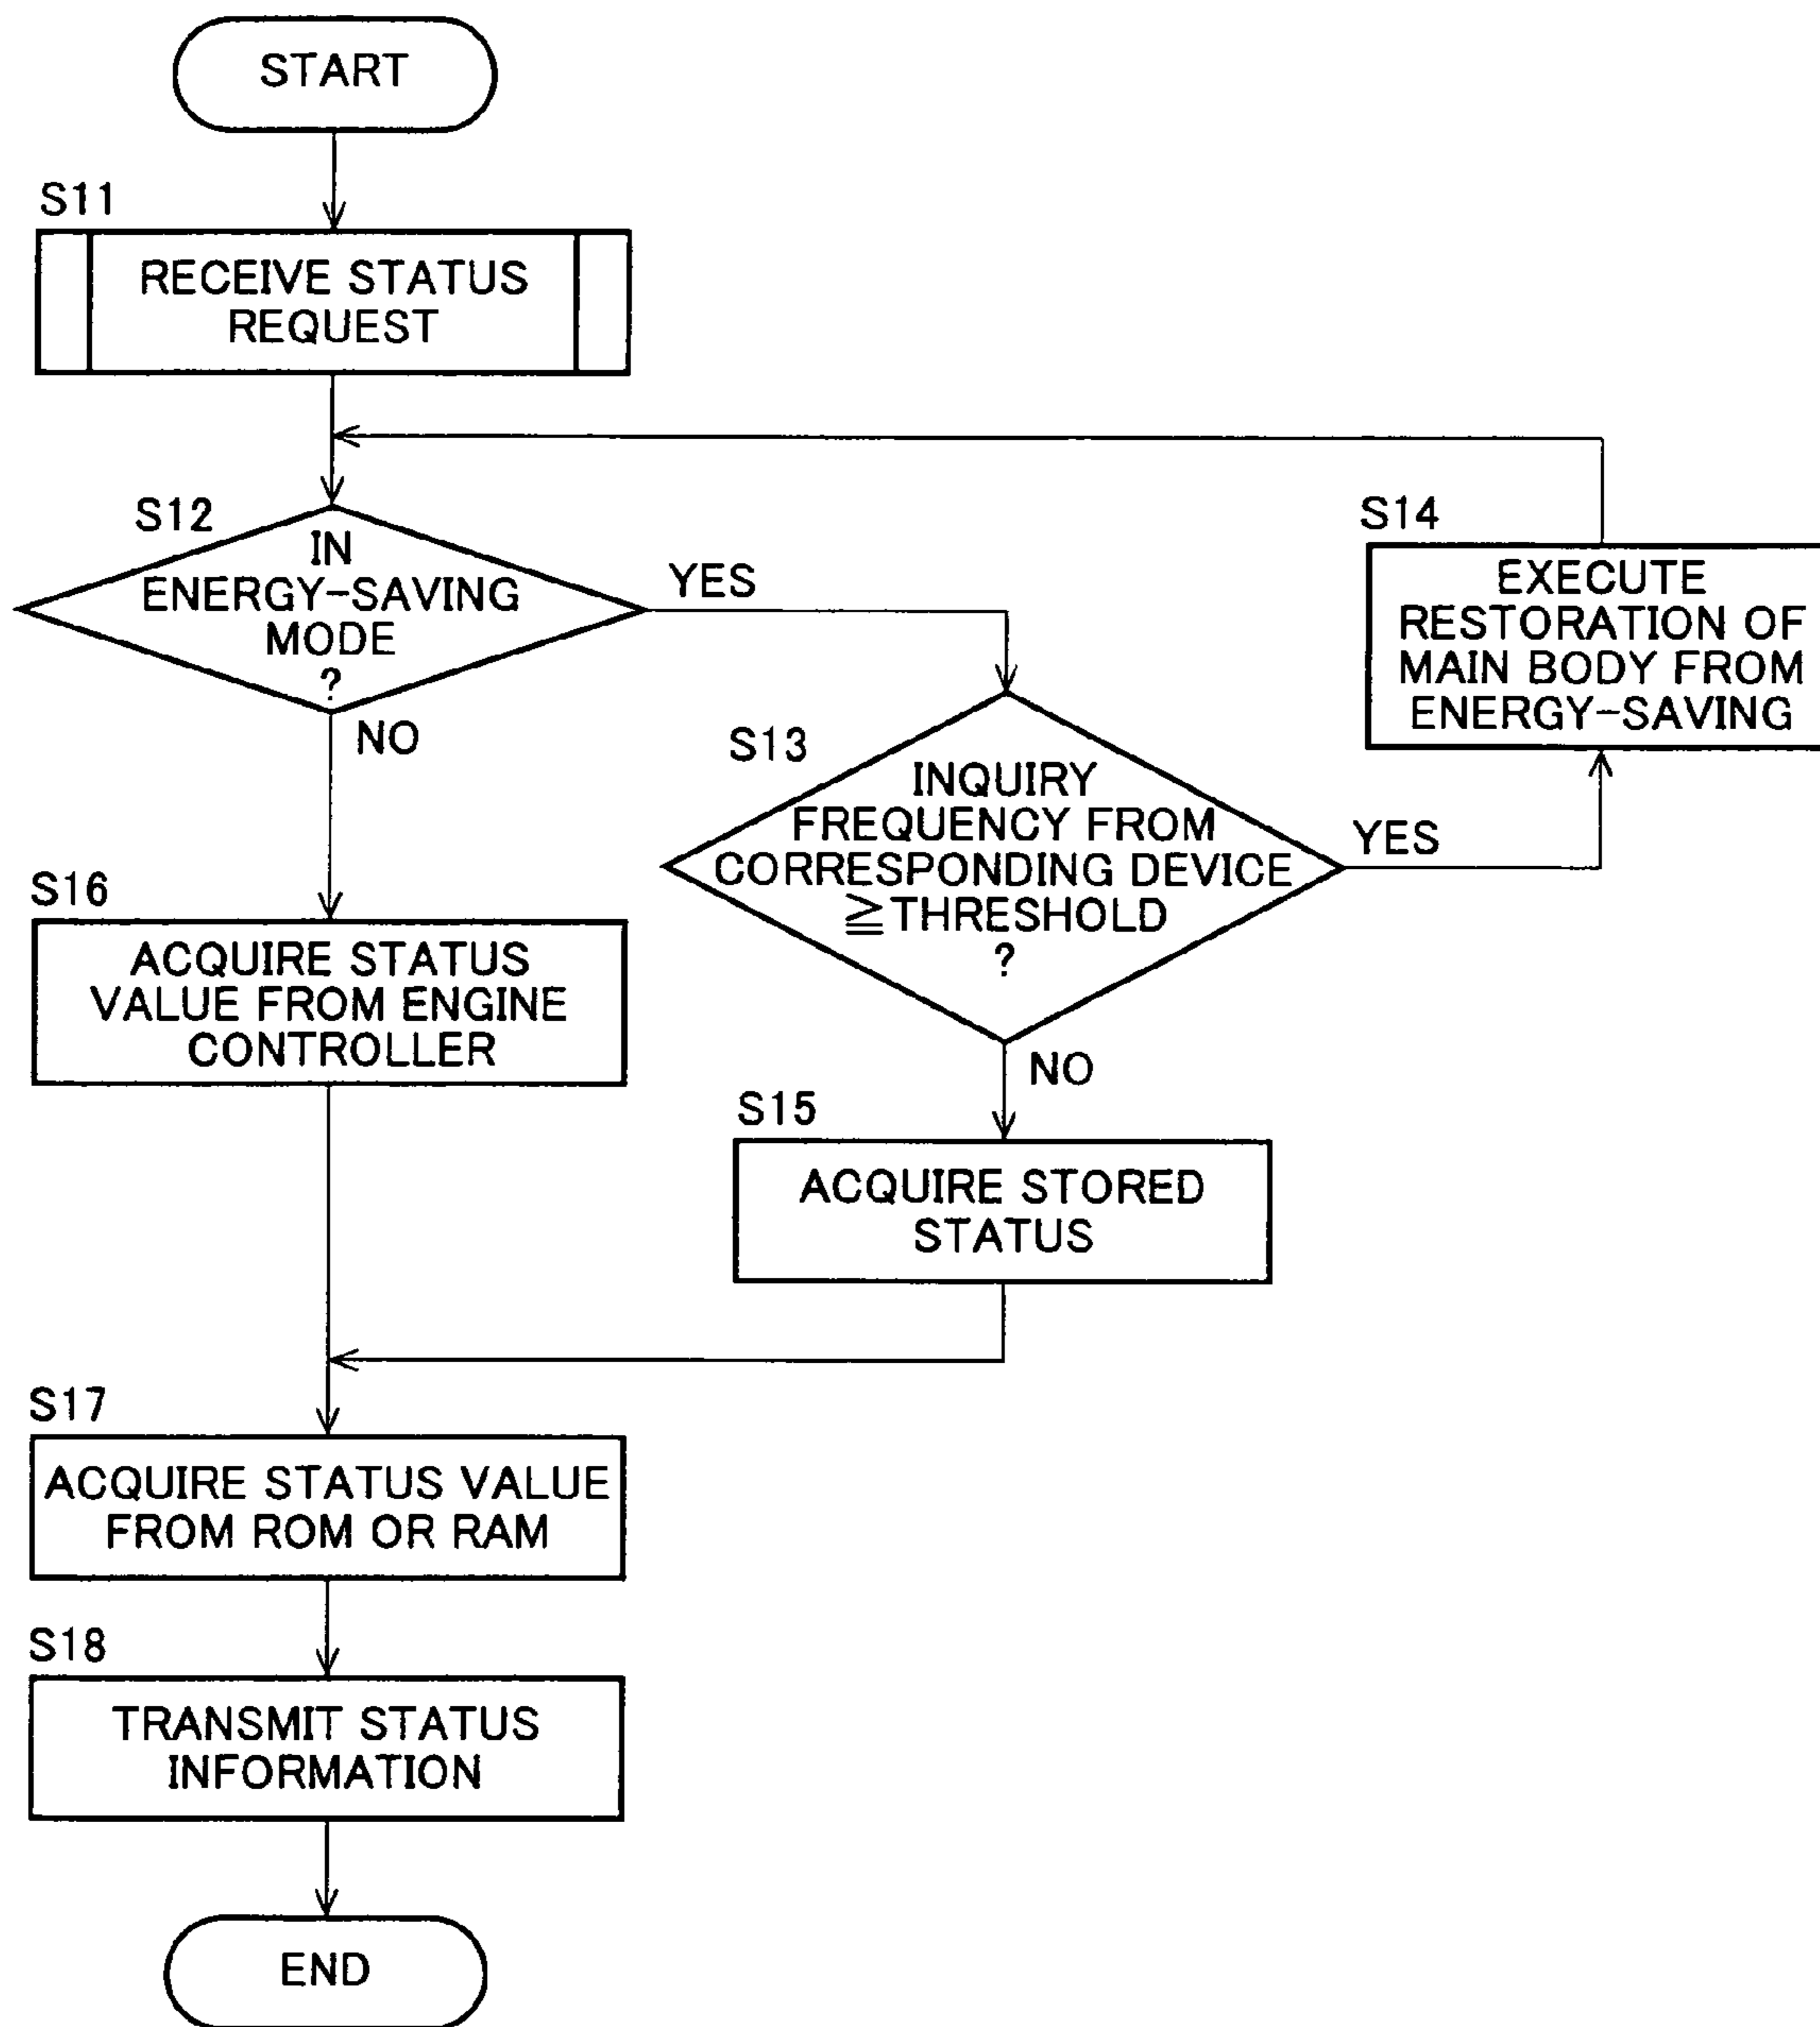 START
S11
RECEIVE STATUS
REQUEST
S12
IN
ENERGY-SAVING
MODE
?
YES
NO
S13
INQUIRY
FREQUENCY FROM
CORRESPONDING DEVICE
≧THRESHOLD
?
YES
NO
S14
EXECUTE
RESTORATION OF
MAIN BODY FROM
ENERGY-SAVING
S16
ACQUIRE STATUS
VALUE FROM ENGINE
CONTROLLER
S15
ACQUIRE STORED
STATUS
S17
ACQUIRE STATUS VALUE
FROM ROM OR RAM
S18
TRANSMIT STATUS
INFORMATION
END